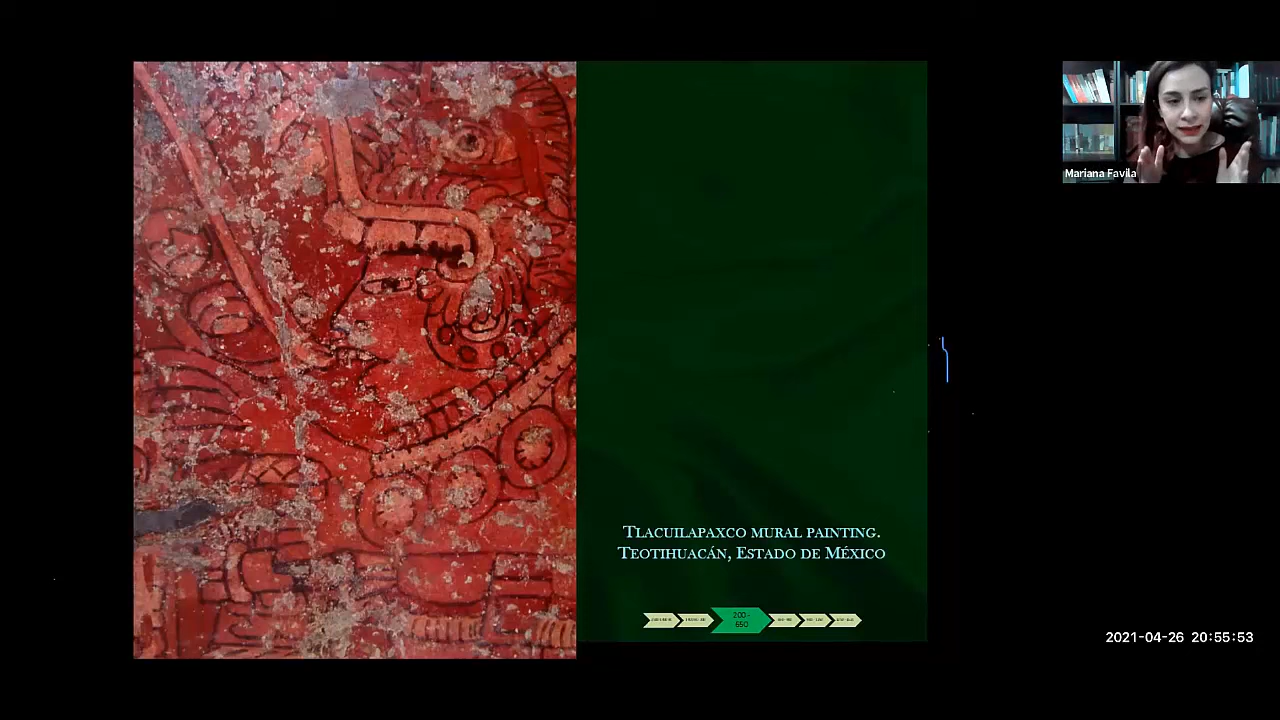 Mariana Favila
Tlacuilapaxco mural painting.
Teotihuacán, Estado de México
200 -
650
2021-04-26 20:55:53